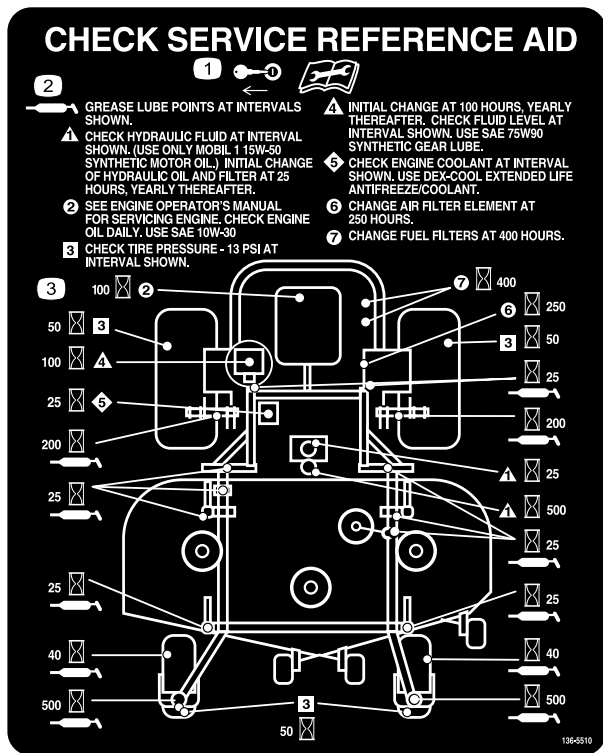 CHECK SERVICE REFERENCE AID
1
2
GREASE LUBE POINTS AT INTERVALS
SHOWN.
1 CHECK HYDRAULIC FLUID AT INTERVAL
SHOWN. (USE ONLY MOBIL 1 15W-50
SYNTHETIC MOTOR OIL.) INITIAL CHANGE
OF HYDRAULIC OIL AND FILTER AT 25
HOURS, YEARLY THEREAFTER.
2 SEE ENGINE OPERATOR'S MANUAL
FOR SERVICING ENGINE. CHECK ENGINE
OIL DAILY. USE SAE 10W-30
3 CHECK TIRE PRESSURE - 13 PSI AT
INTERVAL SHOWN.
4 INITIAL CHANGE AT 100 HOURS, YEARLY
THEREAFTER. CHECK FLUID LEVEL AT
INTERVAL SHOWN. USE SAE 75W90
SYNTHETIC GEAR LUBE.
5 CHECK ENGINE COOLANT AT INTERVAL
SHOWN. USE DEX-COOL EXTENDED LIFE
ANTIFREEZE/COOLANT.
6 CHANGE AIR FILTER ELEMENT AT
250 HOURS.
7 CHANGE FUEL FILTERS AT 400 HOURS.
3
100 2
7 400
50 3
6 250
100 4
3 50
25 5
25
200
200
25
1 25
1 500
25
25
25
40
40
500
3
500
50
136-5510